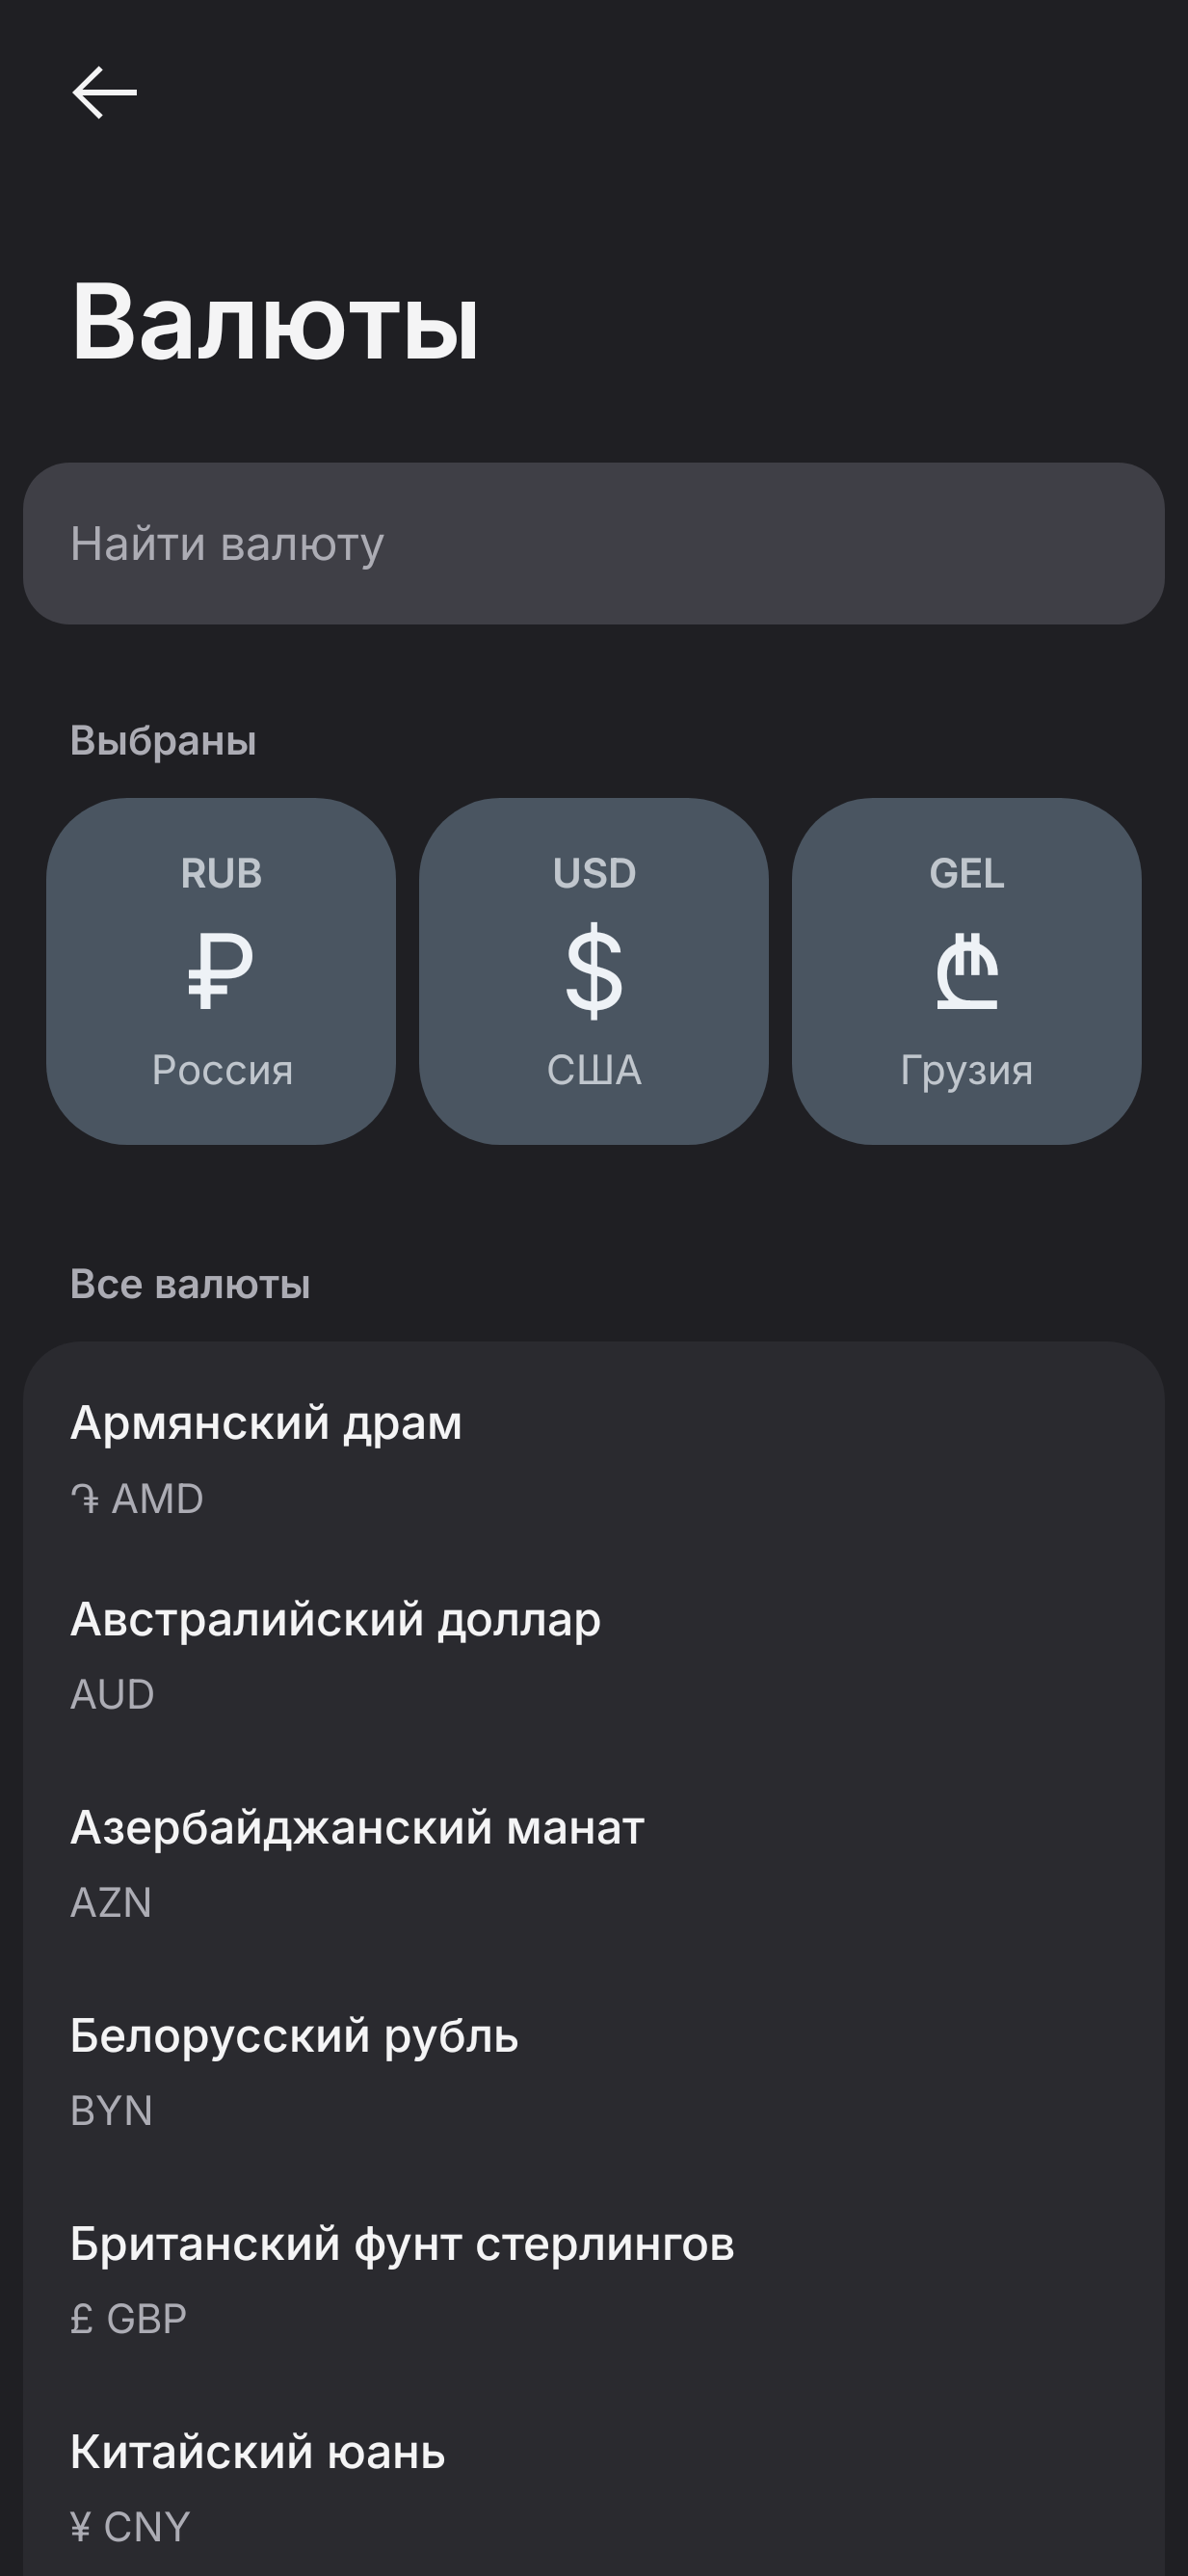 Валюты
Найти валюту
Выбраны
RUB USD GEL
₽ $ ₾
Россия США Грузия
Все валюты
Армянский драм
֏ AMD
Австралийский доллар
AUD
Азербайджанский манат
AZN
Белорусский рубль
BYN
Британский фунт стерлингов
£ GBP
Китайский юань
¥ CNY